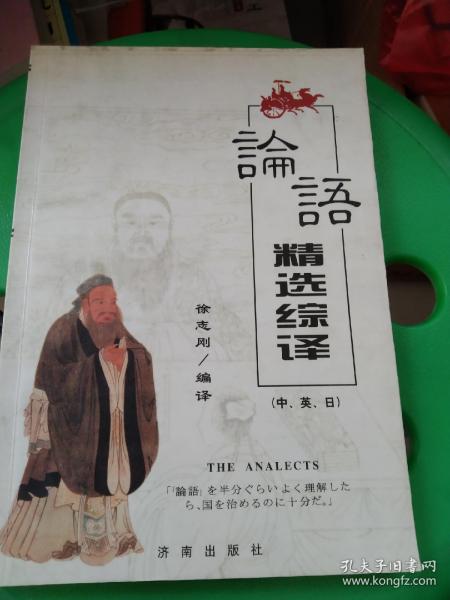 論語
精选综译
(中、英、日)
徐志刚／编译
THE ANALECTS
「「論語」を半分ぐらいよく理解した
ら、国を治めるのに十分だ。」
济南出版社
孔夫子旧书网
www.kongfz.com